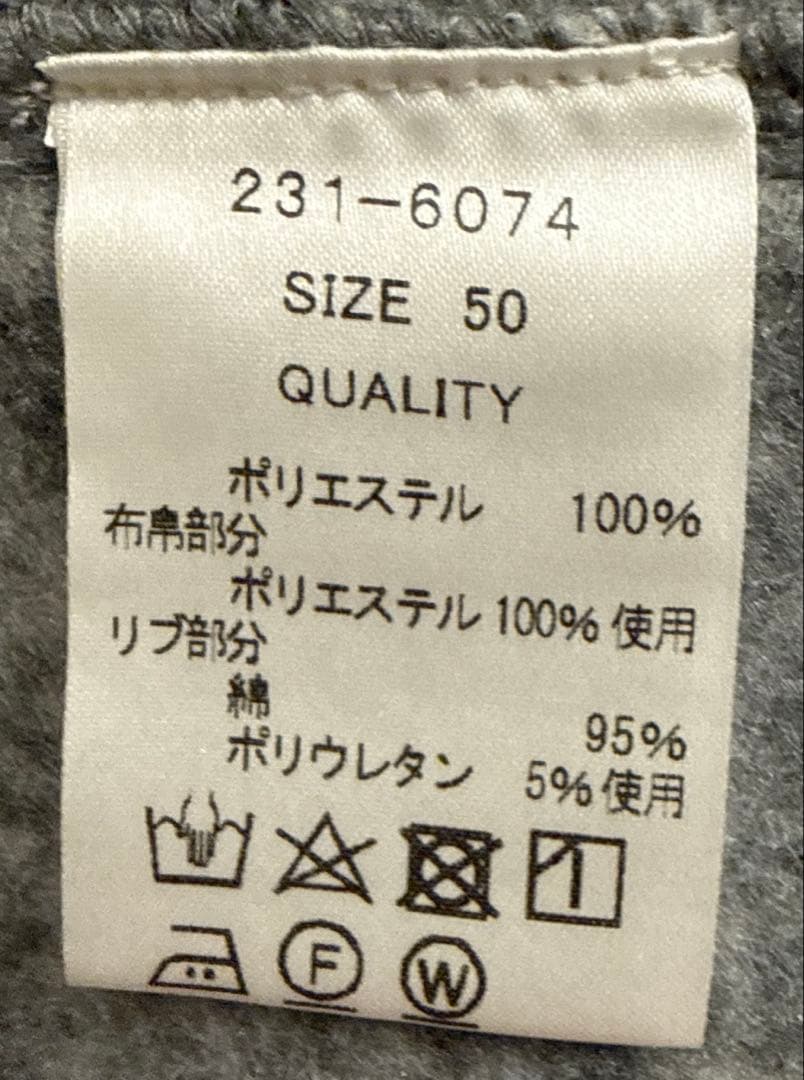 231-6074
SIZE 50
QUALITY
ポリエステル 100%
布帛部分
ポリエステル 100% 使用
リブ部分
綿 95%
ポリウレタン 5% 使用
F W